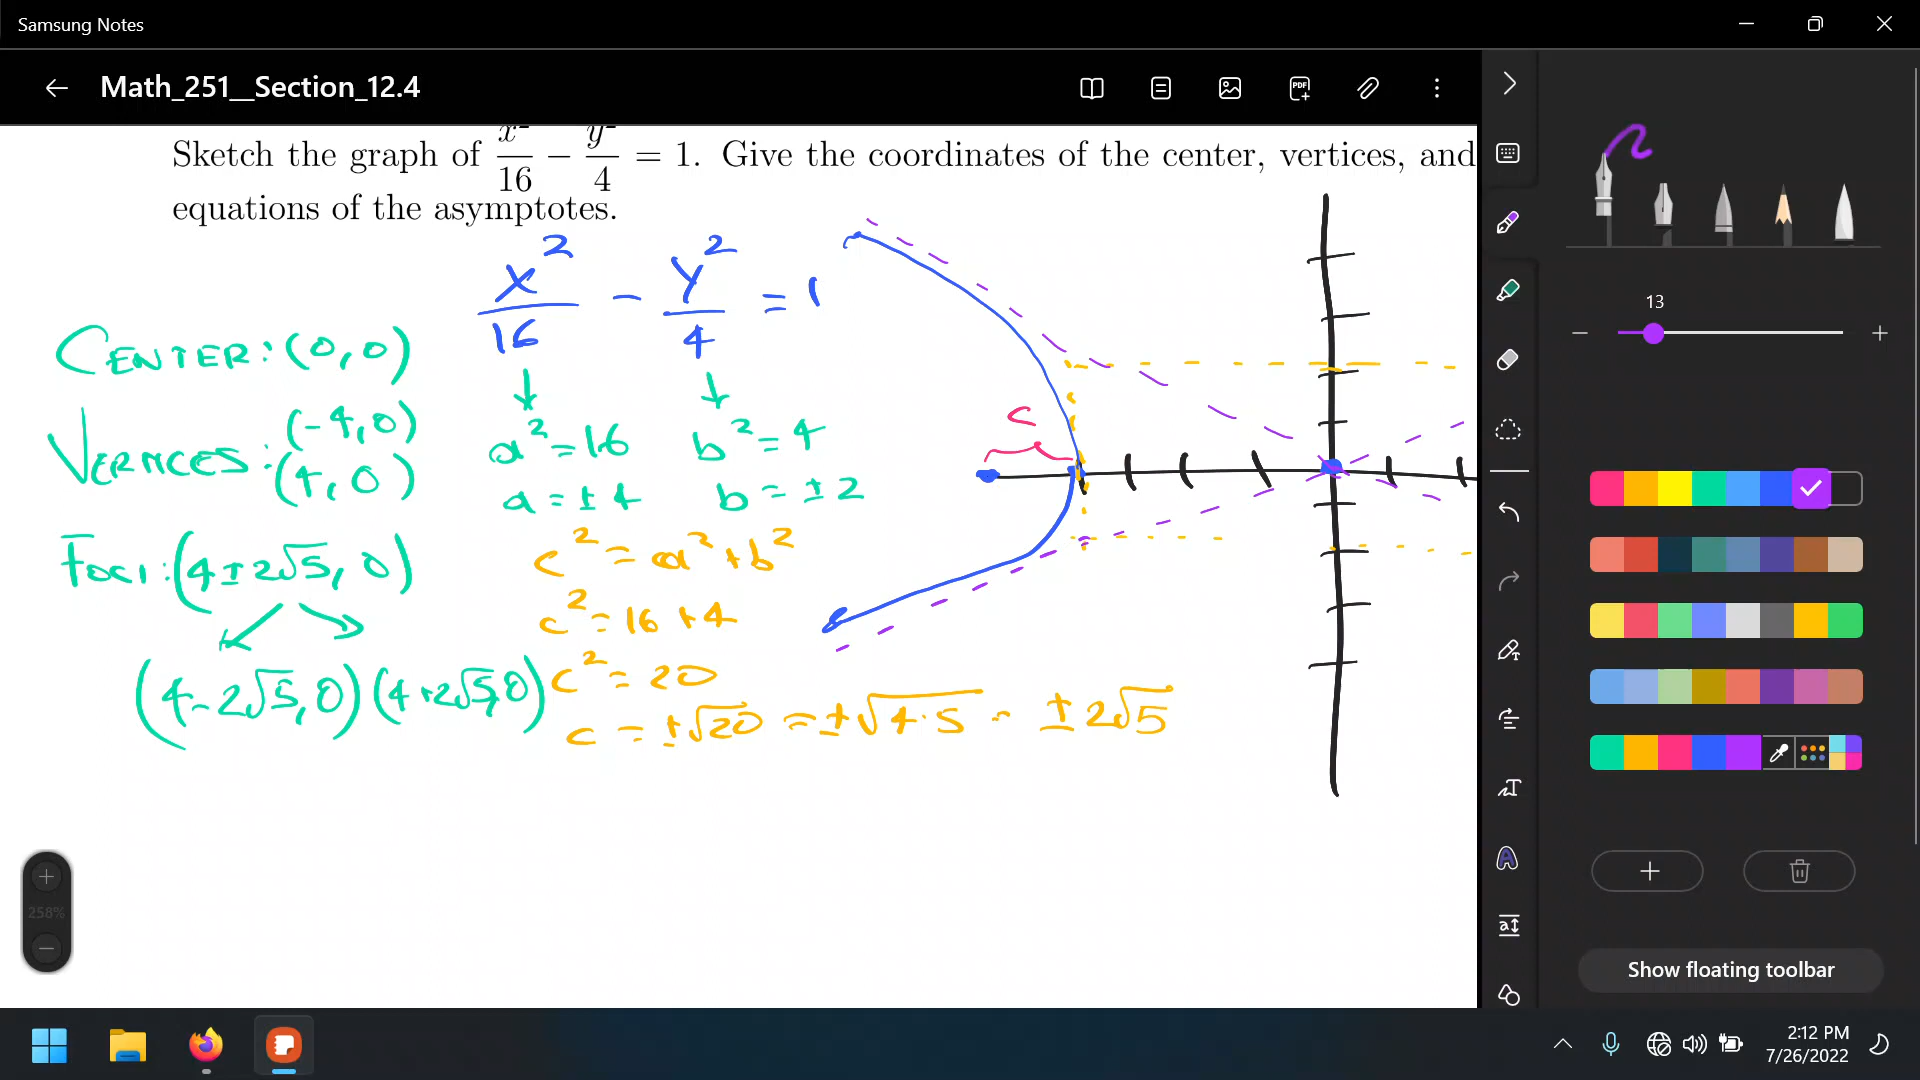 Samsung Notes
Math_251__Section_12.4
Sketch the graph of x²/16 − y²/4 = 1. Give the coordinates of the center, vertices, and
equations of the asymptotes.
x²/16 - y²/4 = 1
CENTER: (0,0)
VERTICES: (-4,0)
(4,0)
a² = 16
b² = 4
a = ±4
b = ±2
FOCI: (4±2√5, 0)
(4-2√5, 0) (4+2√5, 0)
c² = a² + b²
c² = 16 + 4
c² = 20
c = ±√20 = ±√4·5 - ±2√5
c
PDF
13
258%
Show floating toolbar
2:12 PM
7/26/2022